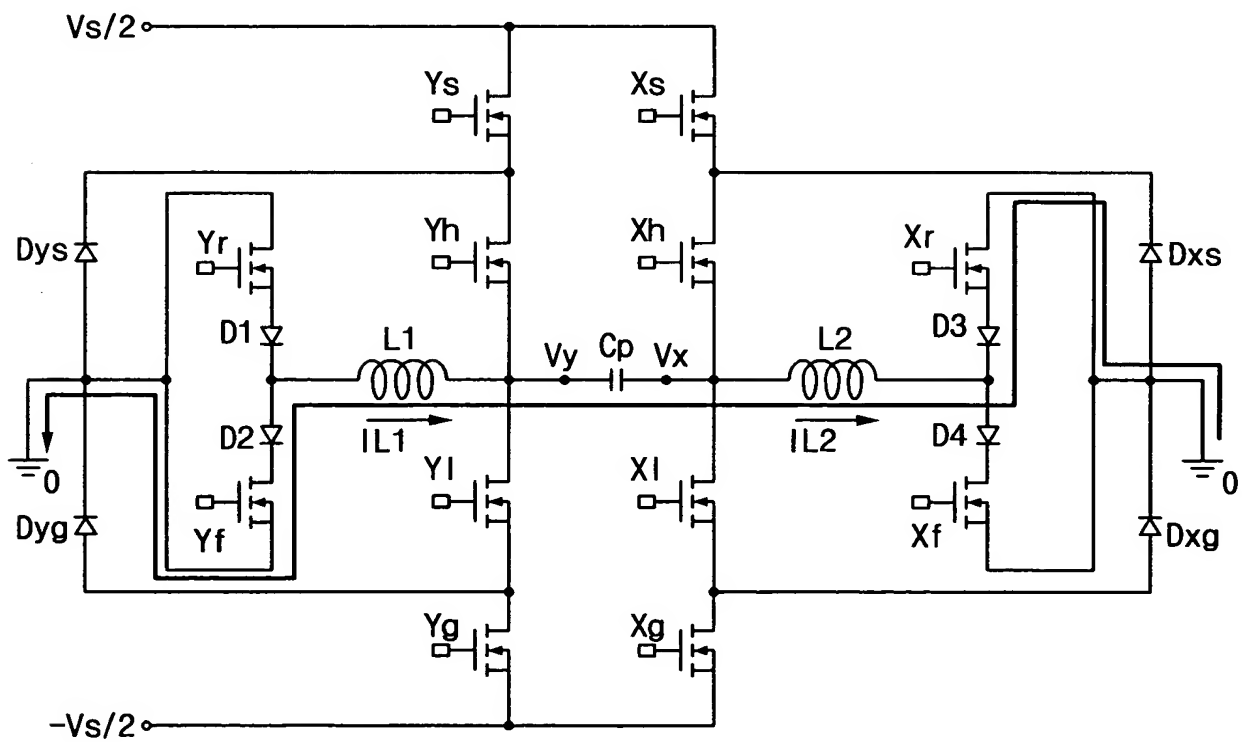 Vs/2
Ys
Xs
Dys
Yr
Yh
Xh
Xr
Dxs
D1
L1
Vy
Cp
Vx
L2
D3
D2
IL1
IL2
D4
0
Yl
Xl
0
Dyg
Yf
Xf
Dxg
Yg
Xg
-Vs/2